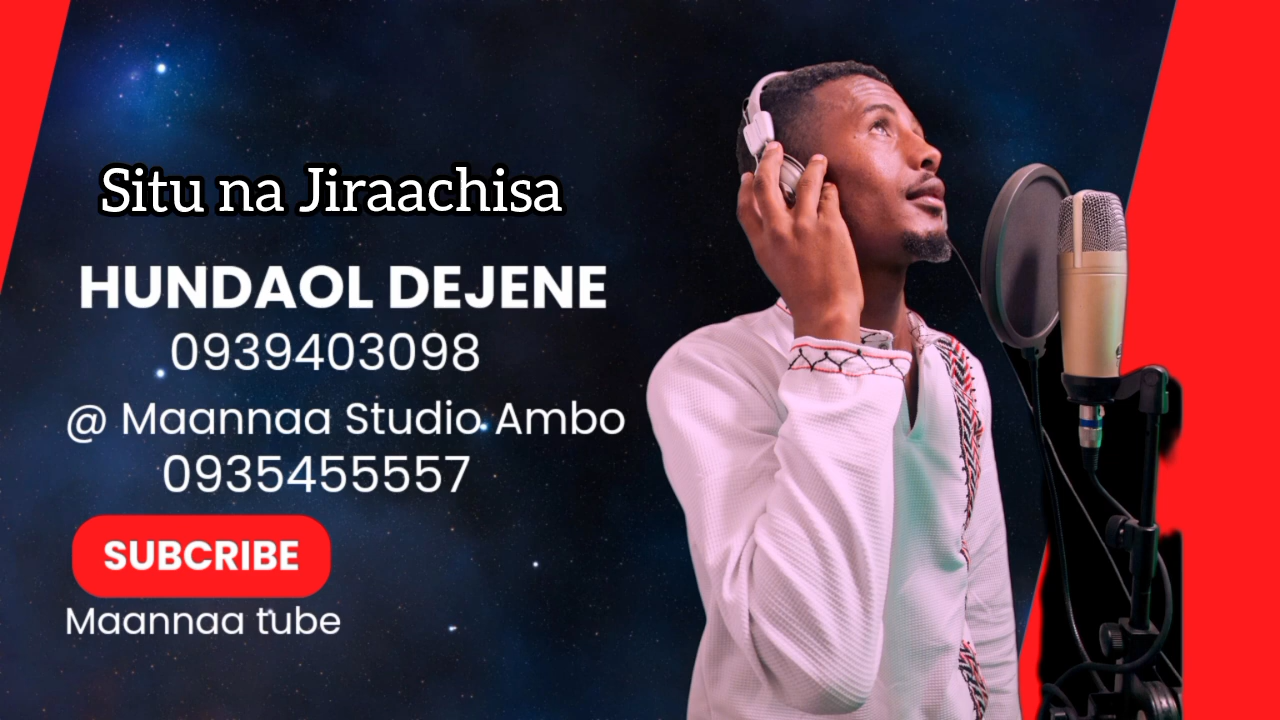 Situ na Jiraachisa
HUNDAOL DEJENE
0939403098
@ Maannaa Studio Ambo
0935455557
SUBCRIBE
Maannaa tube